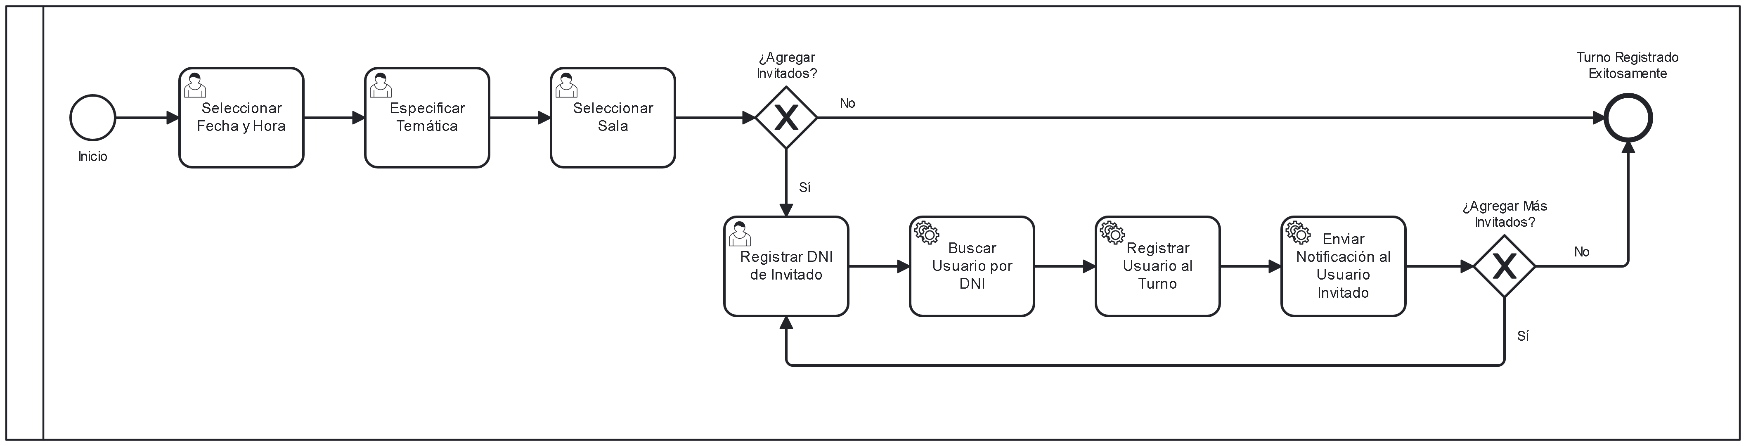 Inicio
Seleccionar
Fecha y Hora
Especificar
Temática
Seleccionar
Sala
¿Agregar
Invitados?
No
Turno Registrado
Exitosamente
Sí
Registrar DNI
de Invitado
Buscar
Usuario por
DNI
Registrar
Usuario al
Turno
Enviar
Notificación al
Usuario
Invitado
¿Agregar Más
Invitados?
No
Sí